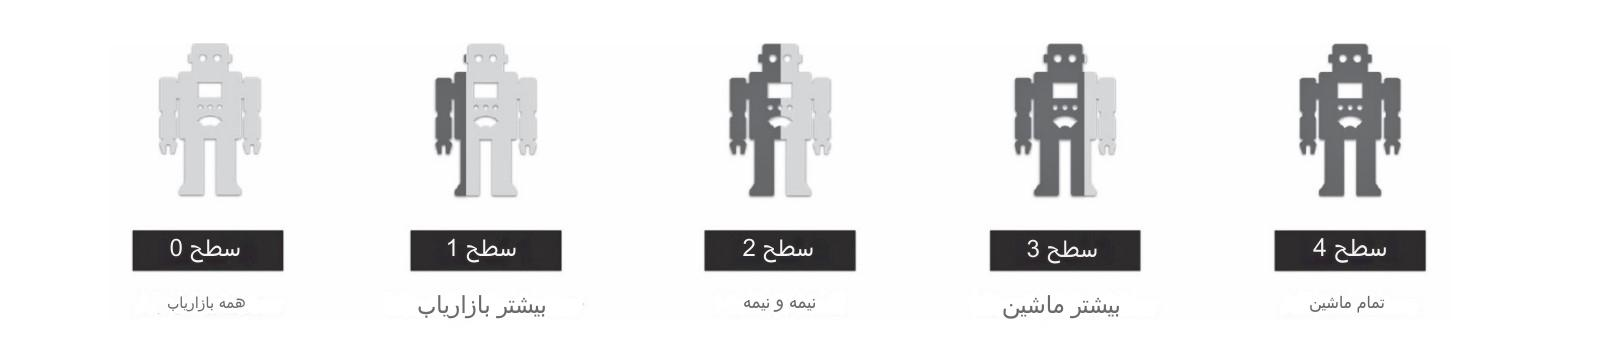 سطح 0
همه بازاریاب
سطح 1
بیشتر بازاریاب
سطح 2
نیمه و نیمه
سطح 3
بیشتر ماشین
سطح 4
تمام ماشین